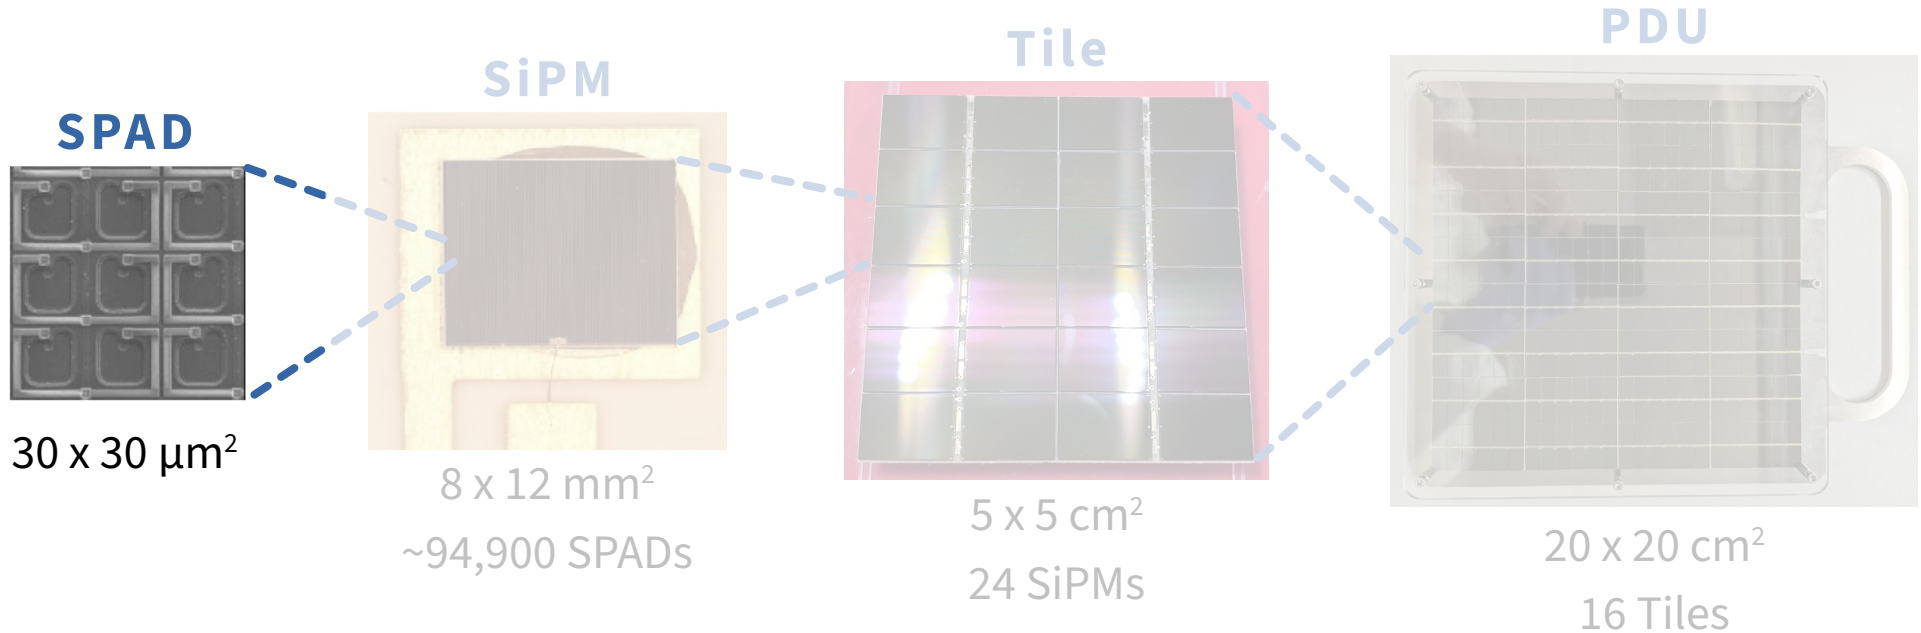 SPAD
30 x 30 µm²
SiPM
8 x 12 mm²
~94,900 SPADs
Tile
5 x 5 cm²
24 SiPMs
PDU
20 x 20 cm²
16 Tiles